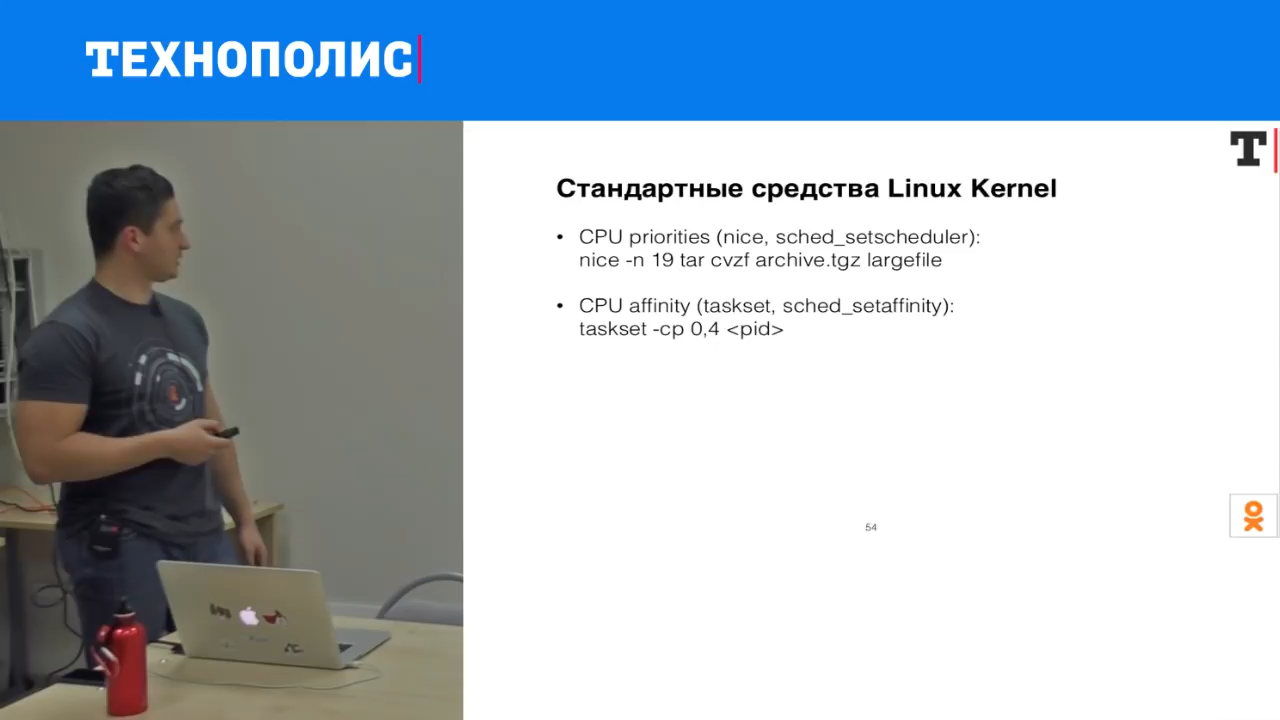 ТЕХНОПОЛИС
Т
Стандартные средства Linux Kernel
• CPU priorities (nice, sched_setscheduler):
nice -n 19 tar cvzf archive.tgz largefile
• CPU affinity (taskset, sched_setaffinity):
taskset -cp 0,4 <pid>
54